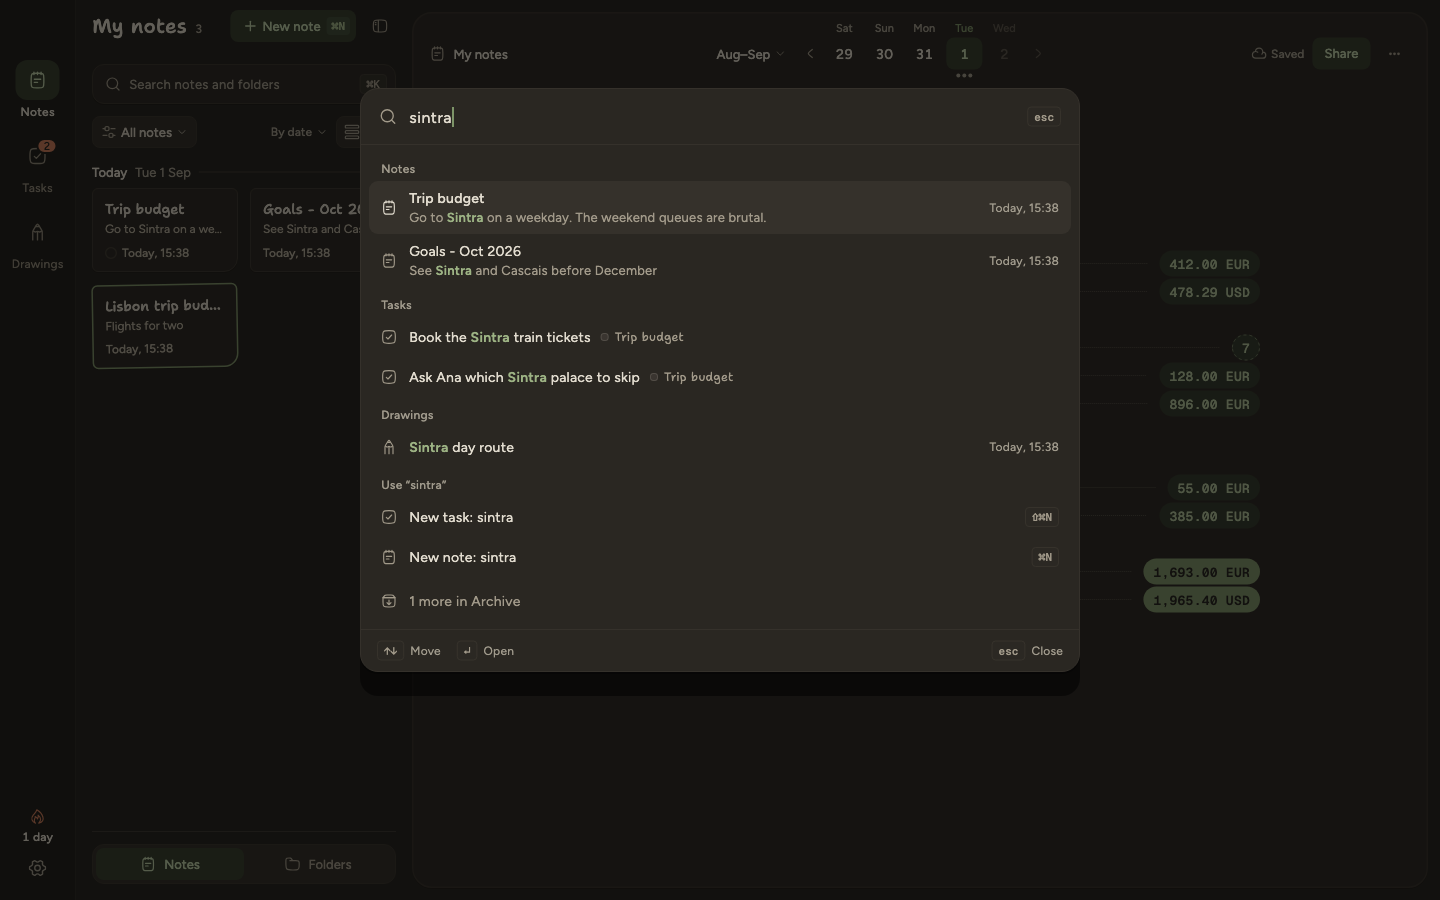 My notes 3
New note ⌘N
Search notes and folders ⌘K
All notes
By date
Today Tue 1 Sep
Trip budget
Go to Sintra on a we...
Today, 15:38
Goals - Oct 20
See Sintra and Cas
Today, 15:38
Lisbon trip bud...
Flights for two
Today, 15:38
Notes
2
Tasks
Drawings
1 day
Notes
Folders
My notes
Aug–Sep
Sat Sun Mon Tue Wed
29 30 31 1 2
Saved
Share
sintra
esc
Notes
Trip budget
Go to Sintra on a weekday. The weekend queues are brutal.
Today, 15:38
Goals - Oct 2026
See Sintra and Cascais before December
Today, 15:38
Tasks
Book the Sintra train tickets Trip budget
Ask Ana which Sintra palace to skip Trip budget
Drawings
Sintra day route
Today, 15:38
Use “sintra”
New task: sintra ⇧⌘N
New note: sintra ⌘N
1 more in Archive
Move
Open
esc Close
412.00 EUR
478.29 USD
7
128.00 EUR
896.00 EUR
55.00 EUR
385.00 EUR
1,693.00 EUR
1,965.40 USD